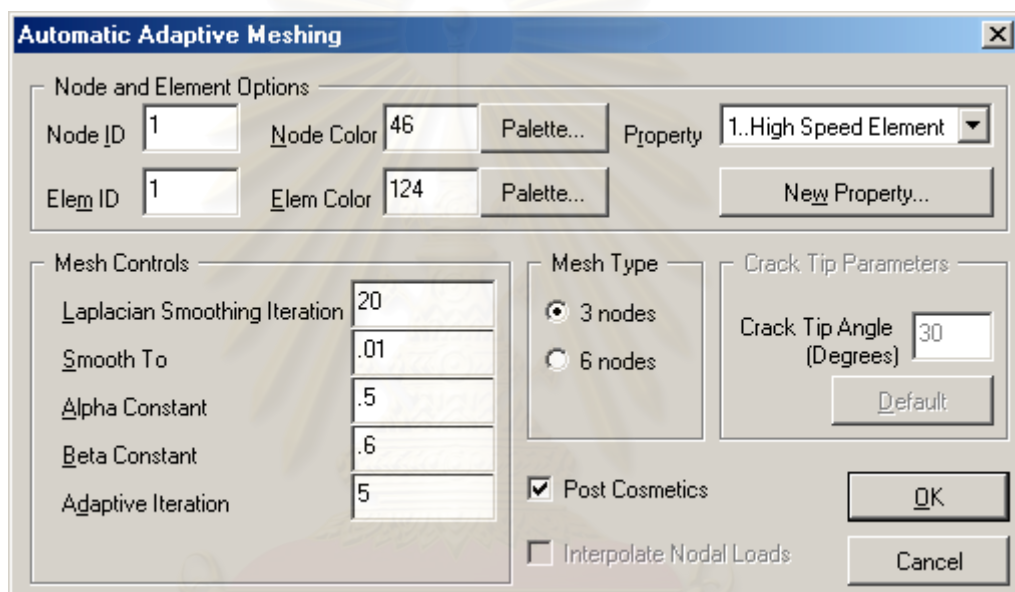 Automatic Adaptive Meshing
Node and Element Options
Node ID 1 Node Color 46 Palette... Property 1..High Speed Element
Elem ID 1 Elem Color 124 Palette... New Property...
Mesh Controls
Laplacian Smoothing Iteration 20
Smooth To .01
Alpha Constant .5
Beta Constant .6
Adaptive Iteration 5
Mesh Type
3 nodes
6 nodes
Crack Tip Parameters
Crack Tip Angle 30
(Degrees)
Default
Post Cosmetics
Interpolate Nodal Loads
OK
Cancel